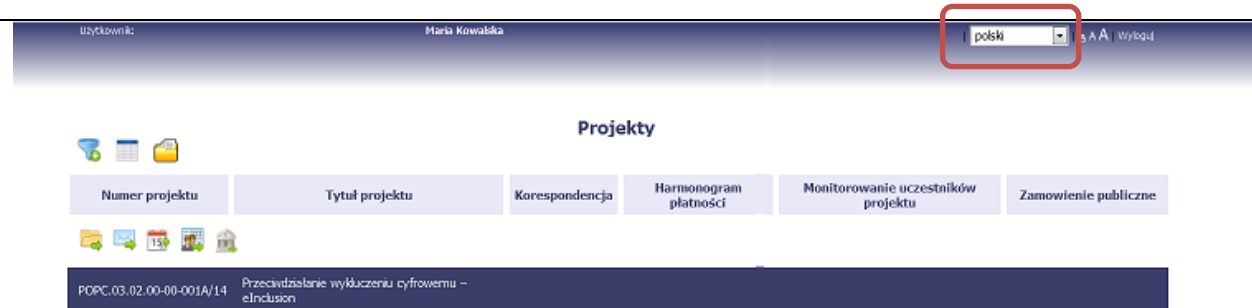 Użytkownik: Maria Kowalska | polski | A A A | Wyloguj
Projekty
Numer projektu Tytuł projektu Korespondencja Harmonogram płatności Monitorowanie uczestników projektu Zamowienie publiczne
15
POPC.03.02.00-00-001A/14 Przeciwdziałanie wykluczeniu cyfrowemu –
eInclusion